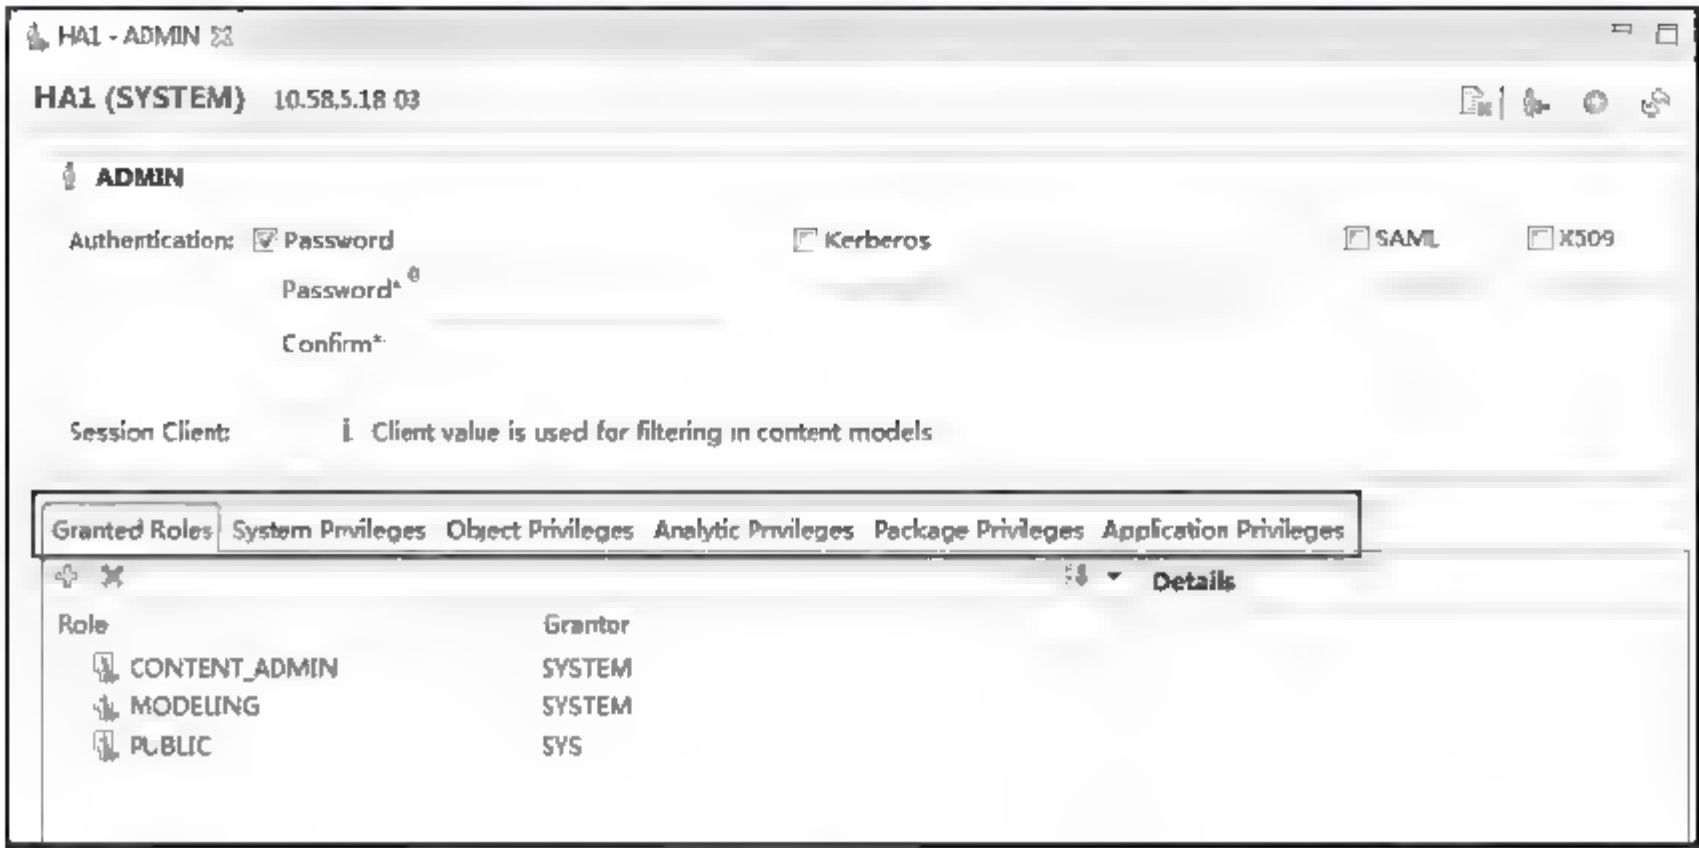 HA1 - ADMIN
HA1 (SYSTEM) 10.58.5.18 03
ADMIN
Authentication: Password Kerberos SAML X509
Password*
Confirm*
Session Client: i Client value is used for filtering in content models
Granted Roles System Privileges Object Privileges Analytic Privileges Package Privileges Application Privileges
Details
Role Grantor
CONTENT_ADMIN SYSTEM
MODELING SYSTEM
PUBLIC SYS